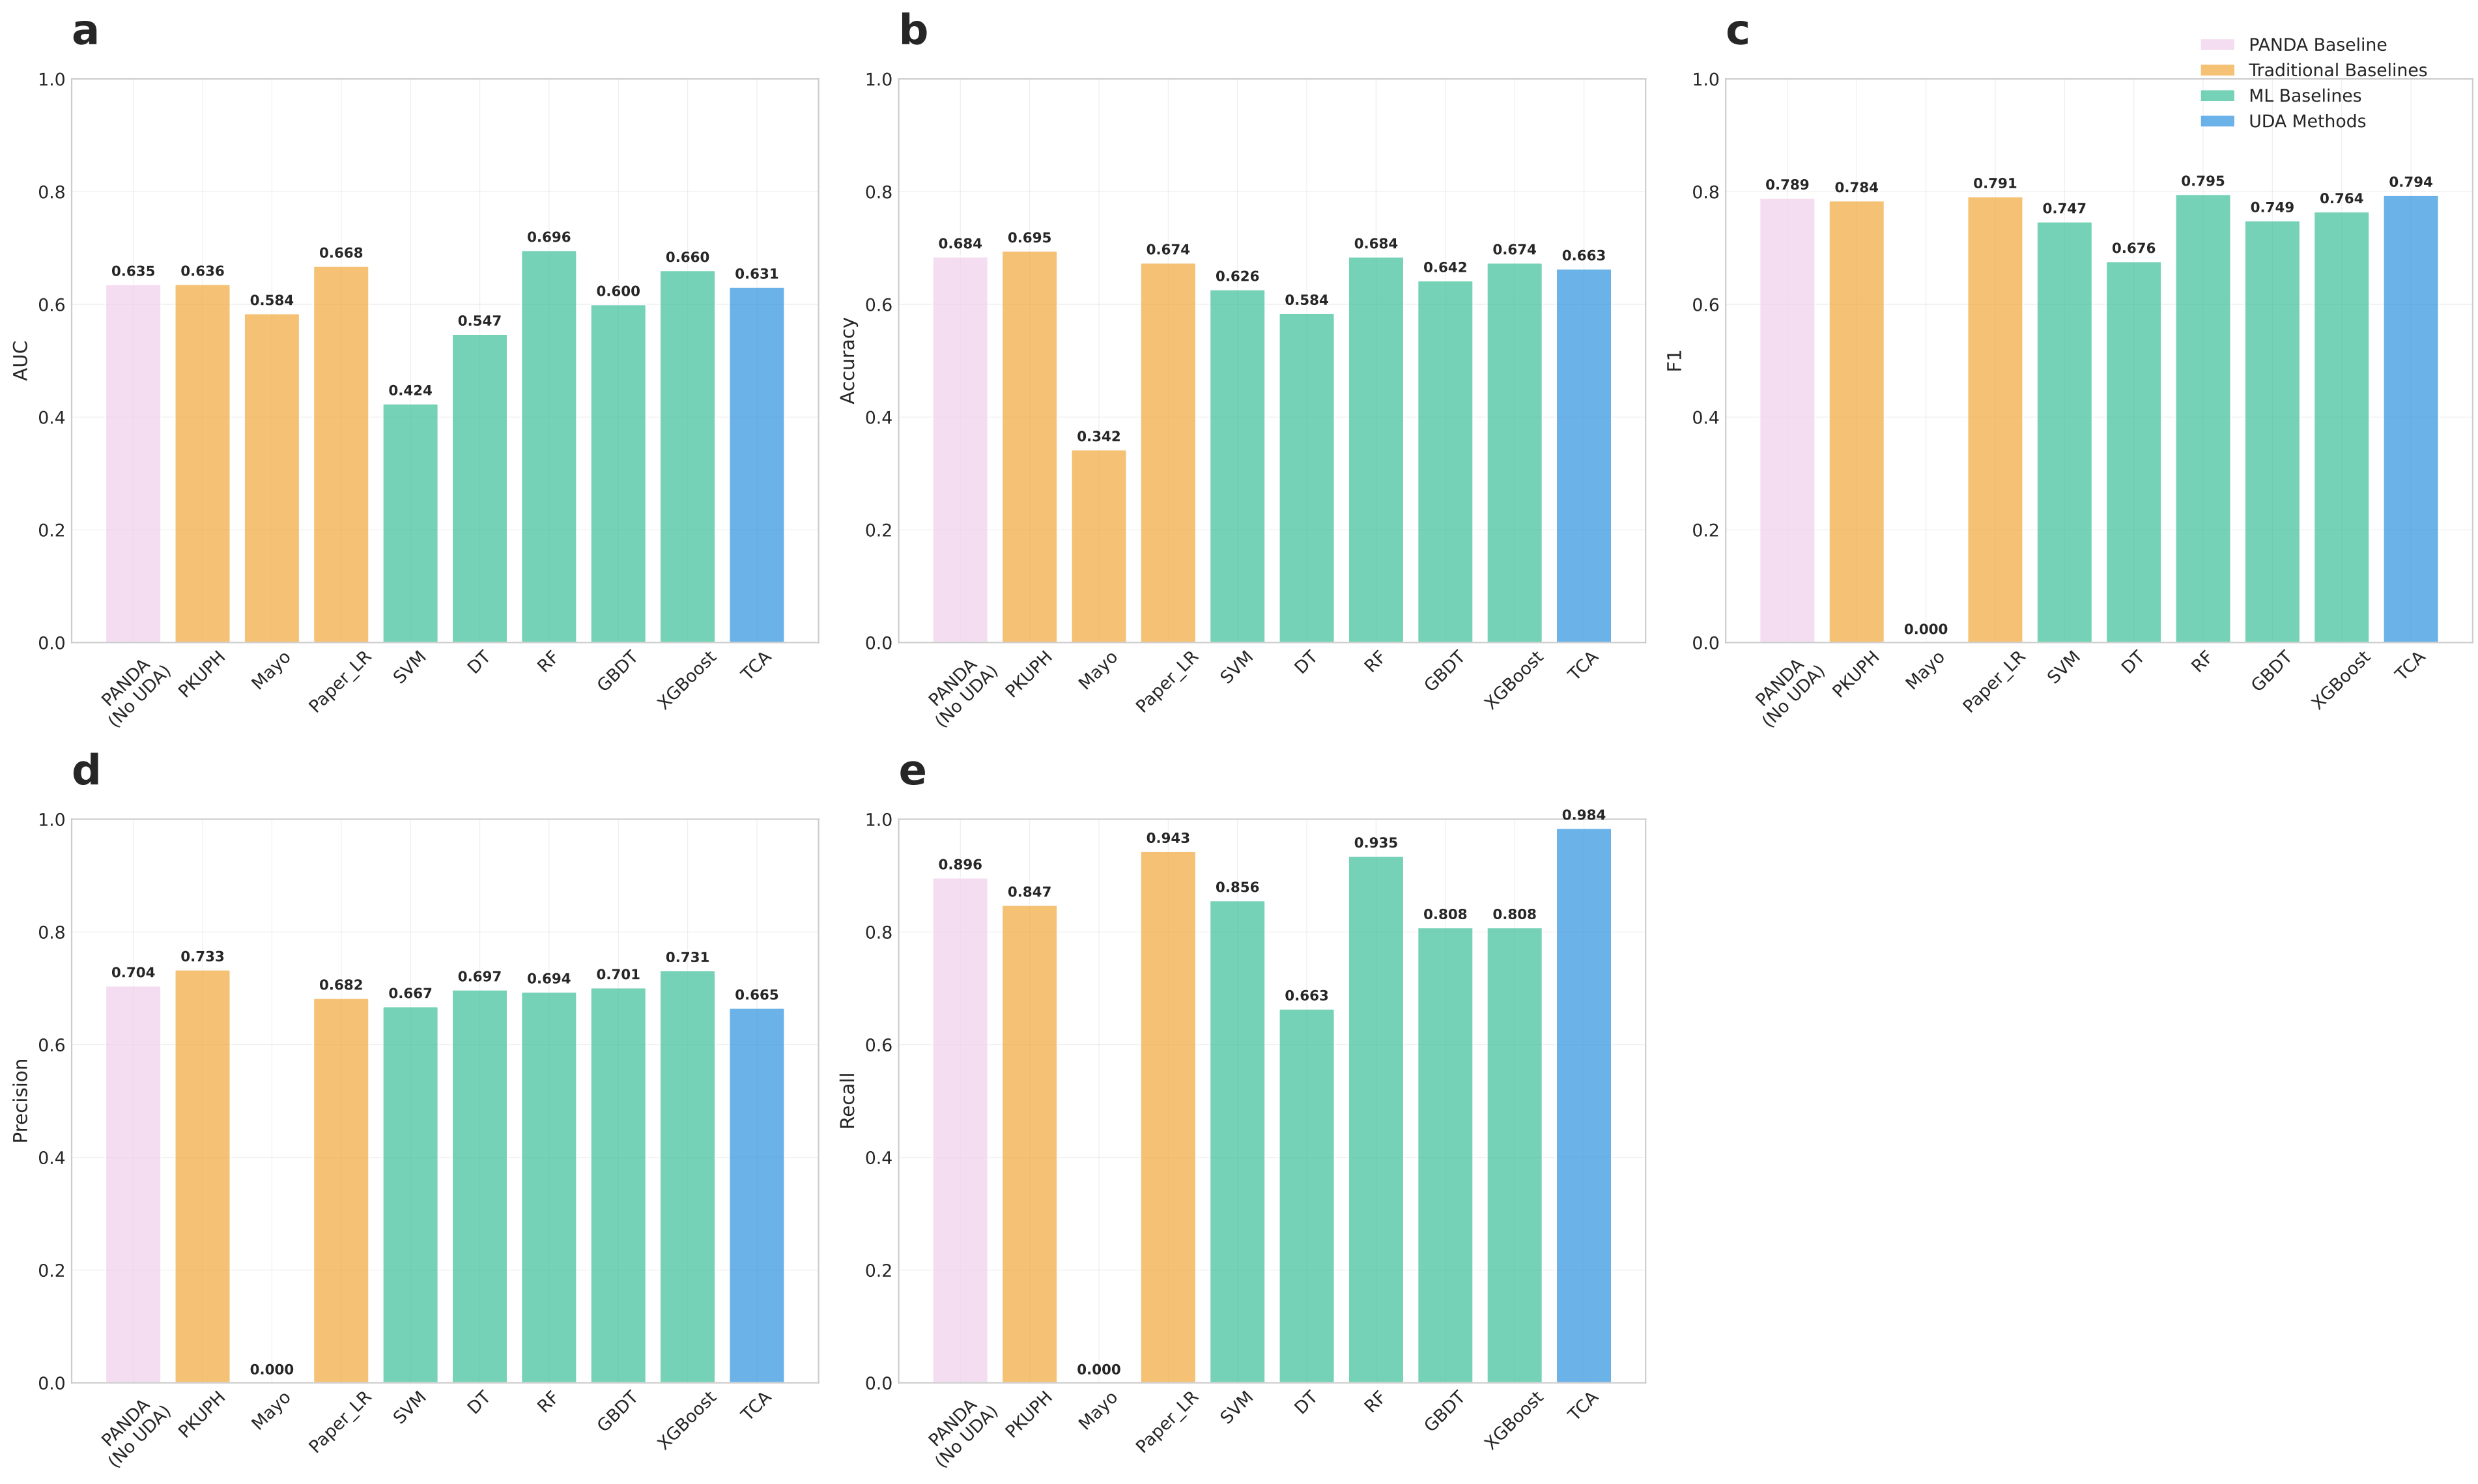 a
1.0
0.8
0.6
0.4
0.2
0.0
AUC
0.635
0.636
0.584
0.668
0.424
0.547
0.696
0.600
0.660
0.631
PANDA
(No UDA)
PKUPH
Mayo
Paper_LR
SVM
DT
RF
GBDT
XGBoost
TCA
b
1.0
0.8
0.6
0.4
0.2
0.0
Accuracy
0.684
0.695
0.342
0.674
0.626
0.584
0.684
0.642
0.674
0.663
PANDA
(No UDA)
PKUPH
Mayo
Paper_LR
SVM
DT
RF
GBDT
XGBoost
TCA
c
PANDA Baseline
Traditional Baselines
ML Baselines
UDA Methods
1.0
0.8
0.6
0.4
0.2
0.0
F1
0.789
0.784
0.000
0.791
0.747
0.676
0.795
0.749
0.764
0.794
PANDA
(No UDA)
PKUPH
Mayo
Paper_LR
SVM
DT
RF
GBDT
XGBoost
TCA
d
1.0
0.8
0.6
0.4
0.2
0.0
Precision
0.704
0.733
0.000
0.682
0.667
0.697
0.694
0.701
0.731
0.665
PANDA
(No UDA)
PKUPH
Mayo
Paper_LR
SVM
DT
RF
GBDT
XGBoost
TCA
e
1.0
0.8
0.6
0.4
0.2
0.0
Recall
0.896
0.847
0.000
0.943
0.856
0.663
0.935
0.808
0.808
0.984
PANDA
(No UDA)
PKUPH
Mayo
Paper_LR
SVM
DT
RF
GBDT
XGBoost
TCA